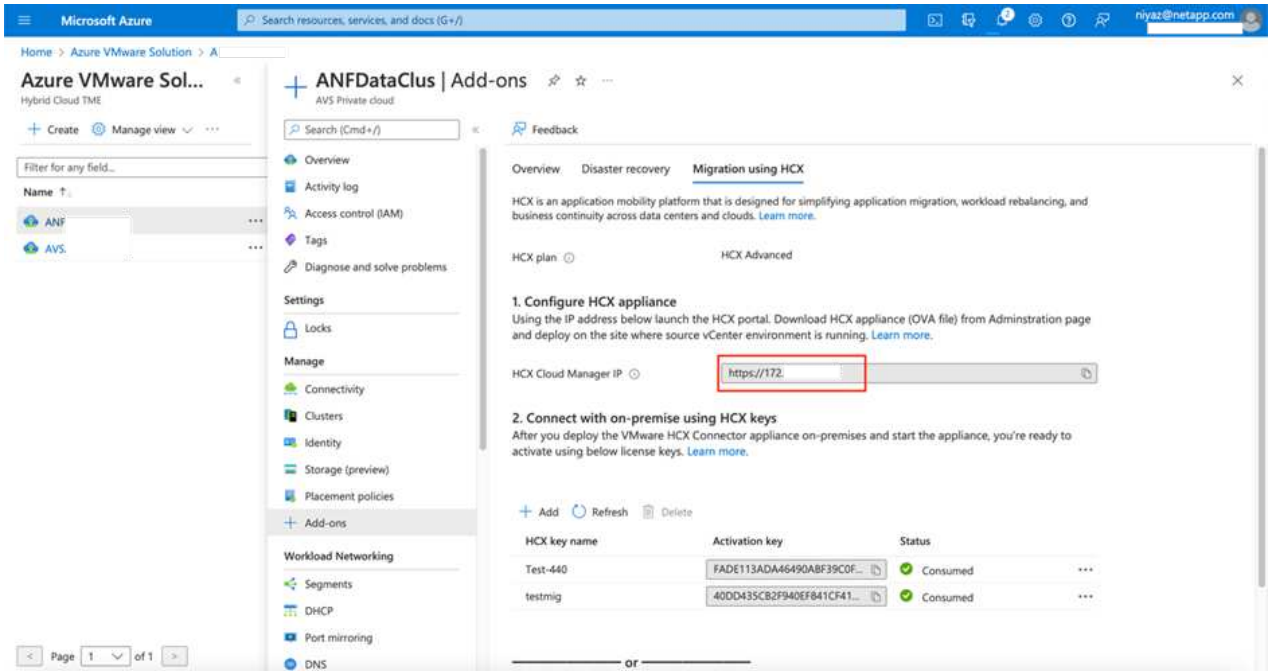 Microsoft Azure
Search resources, services, and docs (G+/)
niyaz@netapp.com
Home > Azure VMware Solution > A
Azure VMware Sol...
Hybrid Cloud TME
+ Create Manage view ...
Filter for any field...
Name ↑
ANF ...
AVS. ...
< Page 1 of 1 >
ANFDataClus | Add-ons ...
AVS Private cloud
Search (Cmd+/)
Overview
Activity log
Access control (IAM)
Tags
Diagnose and solve problems
Settings
Locks
Manage
Connectivity
Clusters
Identity
Storage (preview)
Placement policies
Add-ons
Workload Networking
Segments
DHCP
Port mirroring
DNS
Feedback
Overview Disaster recovery Migration using HCX
HCX is an application mobility platform that is designed for simplifying application migration, workload rebalancing, and
business continuity across data centers and clouds. Learn more.
HCX plan HCX Advanced
1. Configure HCX appliance
Using the IP address below launch the HCX portal. Download HCX appliance (OVA file) from Adminstration page
and deploy on the site where source vCenter environment is running. Learn more.
HCX Cloud Manager IP https://172.
2. Connect with on-premise using HCX keys
After you deploy the VMware HCX Connector appliance on-premises and start the appliance, you're ready to
activate using below license keys. Learn more.
+ Add Refresh Delete
HCX key name Activation key Status
Test-440 FADE113ADA46490ABF39C0F... Consumed ...
testmig 40DD435CB2F940EF841CF41... Consumed ...
or